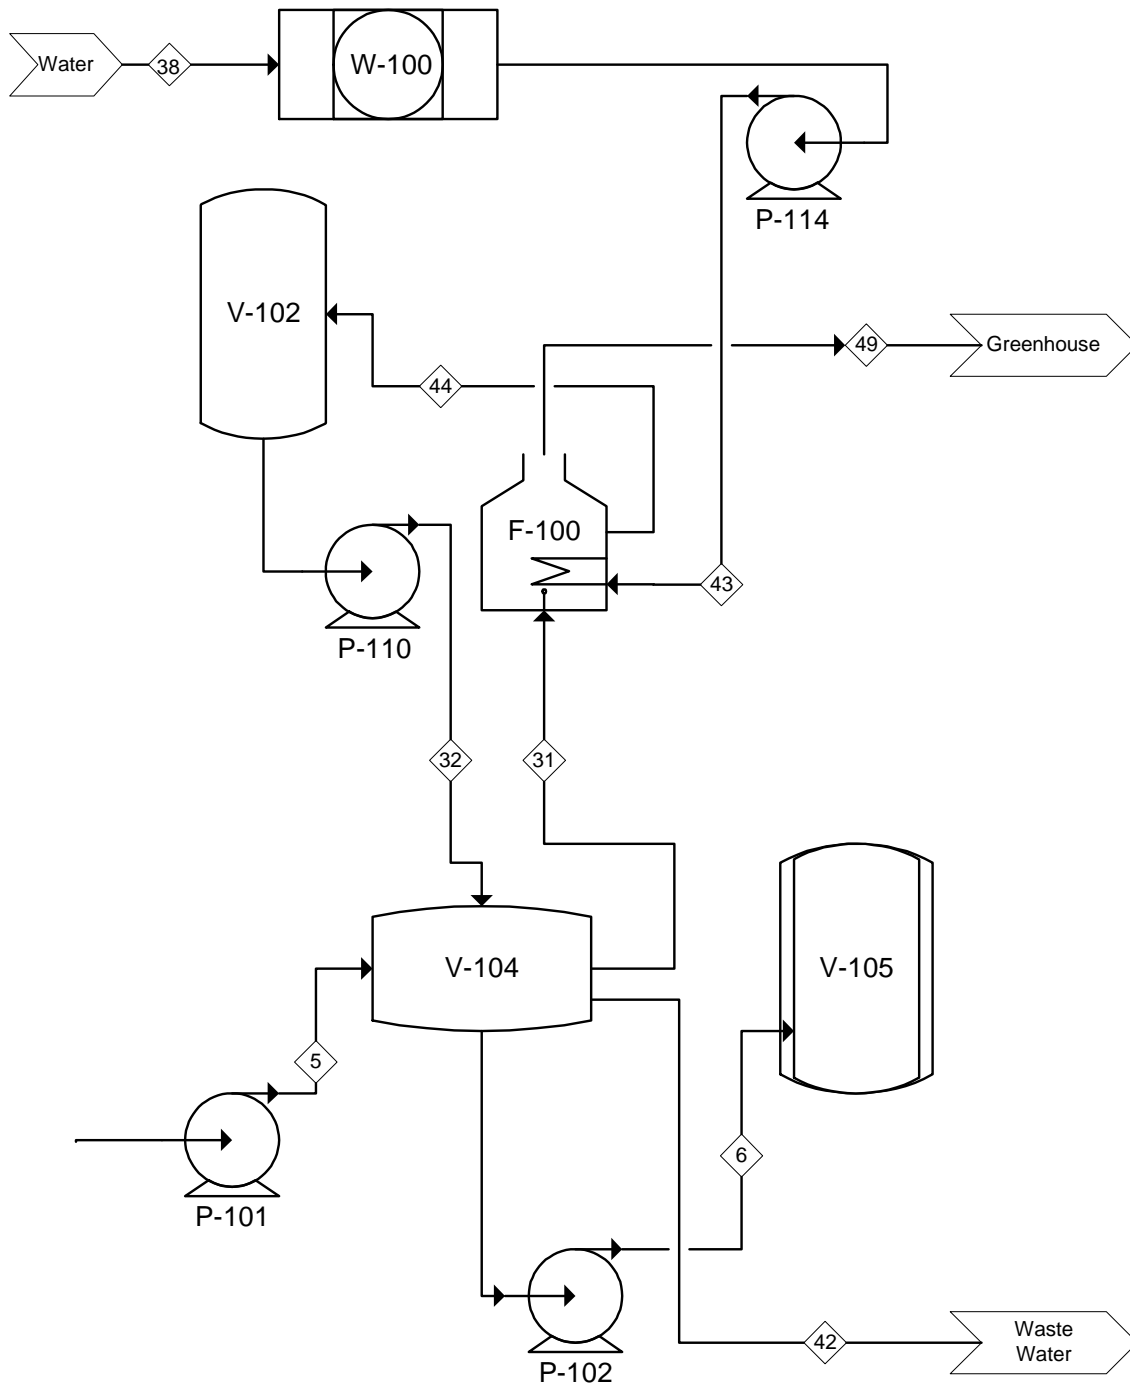 Water
38
W-100
P-114
V-102
49
Greenhouse
44
F-100
43
P-110
32
31
V-104
V-105
5
6
P-101
Waste
Water
42
P-102